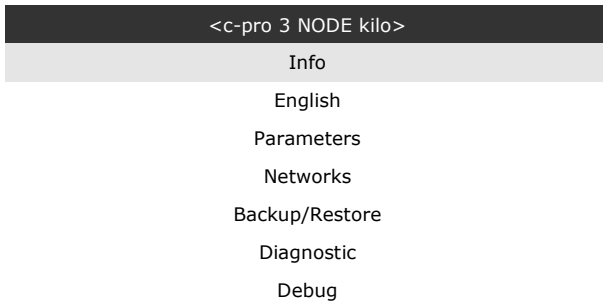 <c-pro 3 NODE kilo>
Info
English
Parameters
Networks
Backup/Restore
Diagnostic
Debug